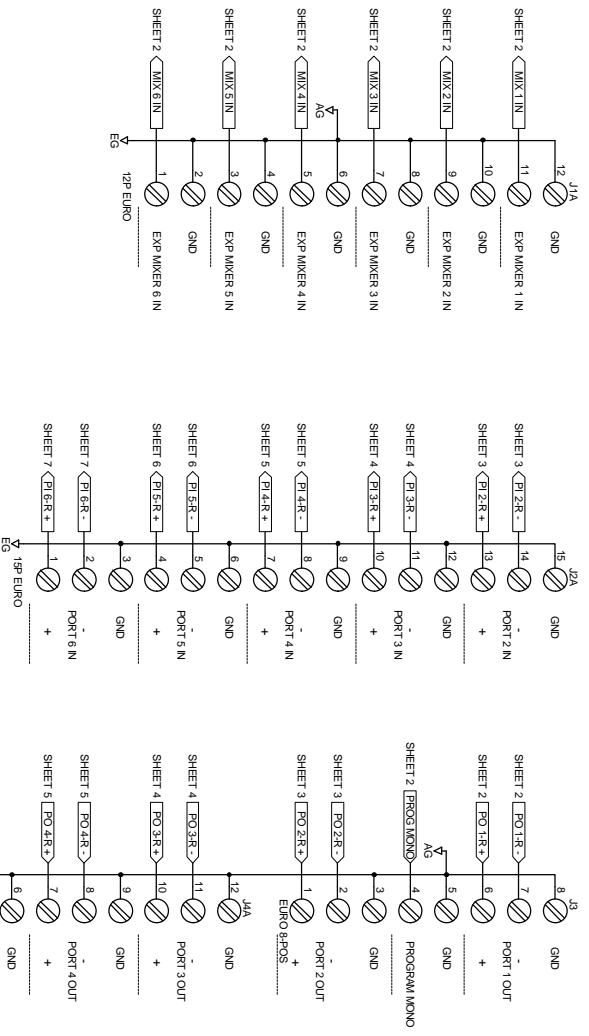 J1A
12 GND
SHEET 2 MIX 1 IN 11 EXP MIXER 1 IN
10 GND
SHEET 2 MIX 2 IN 9 EXP MIXER 2 IN
8 GND
SHEET 2 MIX 3 IN 7 EXP MIXER 3 IN
AG 6 GND
SHEET 2 MIX 4 IN 5 EXP MIXER 4 IN
4 GND
SHEET 2 MIX 5 IN 3 EXP MIXER 5 IN
2 GND
SHEET 2 MIX 6 IN 1 EXP MIXER 6 IN
EG 12P EURO
J2A
15 GND
SHEET 3 PI 2-R - 14 -
PORT 2 IN
SHEET 3 PI 2-R + 13 +
12 GND
SHEET 4 PI 3-R - 11 -
PORT 3 IN
SHEET 4 PI 3-R + 10 +
9 GND
SHEET 5 PI 4-R - 8 -
PORT 4 IN
SHEET 5 PI 4-R + 7 +
6 GND
SHEET 6 PI 5-R - 5 -
PORT 5 IN
SHEET 6 PI 5-R + 4 +
3 GND
SHEET 7 PI 6-R - 2 -
PORT 6 IN
SHEET 7 PI 6-R + 1 +
EG 15P EURO
J3
8 GND
SHEET 2 PO 1-R - 7 -
PORT 1 OUT
SHEET 2 PO 1-R + 6 +
AG 5 GND
SHEET 2 PROG MONO 4 PROGRAM MONO
3 GND
SHEET 3 PO 2-R - 2 -
PORT 2 OUT
SHEET 3 PO 2-R + 1 +
EURO 8-POS
J4A
12 GND
SHEET 4 PO 3-R - 11 -
PORT 3 OUT
SHEET 4 PO 3-R + 10 +
9 GND
SHEET 5 PO 4-R - 8 -
PORT 4 OUT
SHEET 5 PO 4-R + 7 +
6 GND